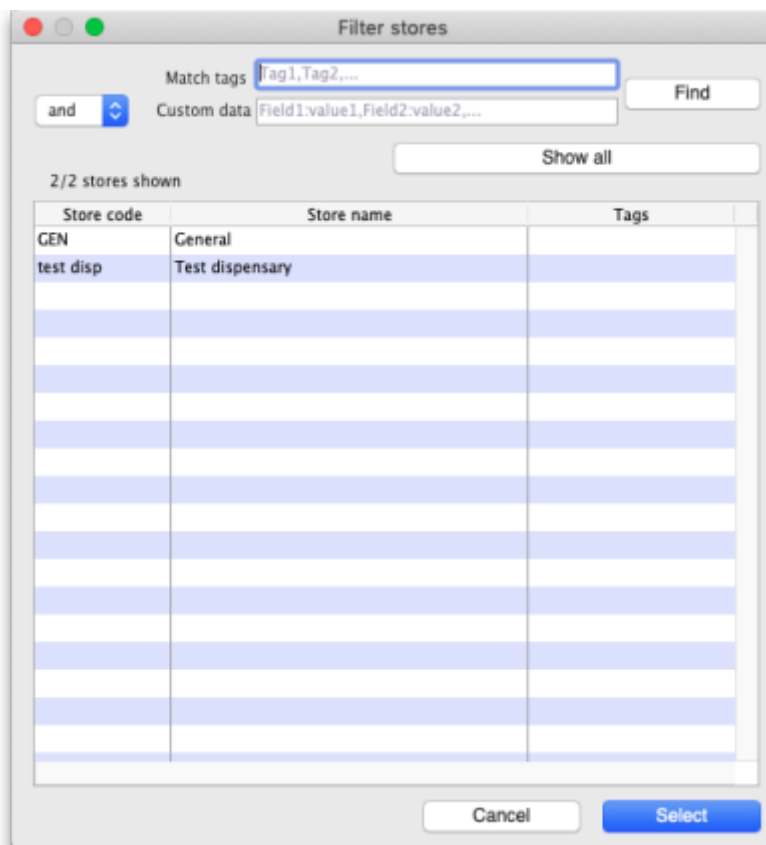 Filter stores
Match tags Tag1,Tag2,...
Find
and
Custom data Field1:value1,Field2:value2,...
Show all
2/2 stores shown
Store code Store name Tags
GEN General
test disp Test dispensary
Cancel Select